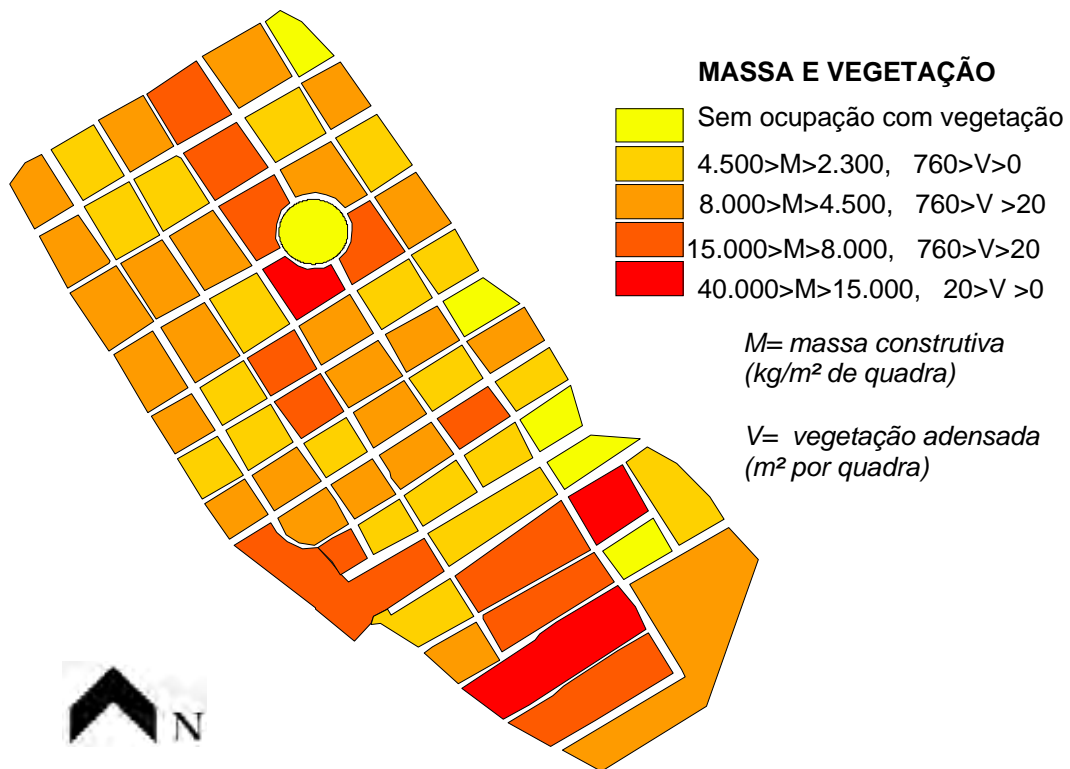 MASSA E VEGETAÇÃO
Sem ocupação com vegetação
4.500>M>2.300, 760>V>0
8.000>M>4.500, 760>V >20
15.000>M>8.000, 760>V>20
40.000>M>15.000, 20>V >0
M= massa construtiva
(kg/m² de quadra)
V= vegetação adensada
(m² por quadra)
N